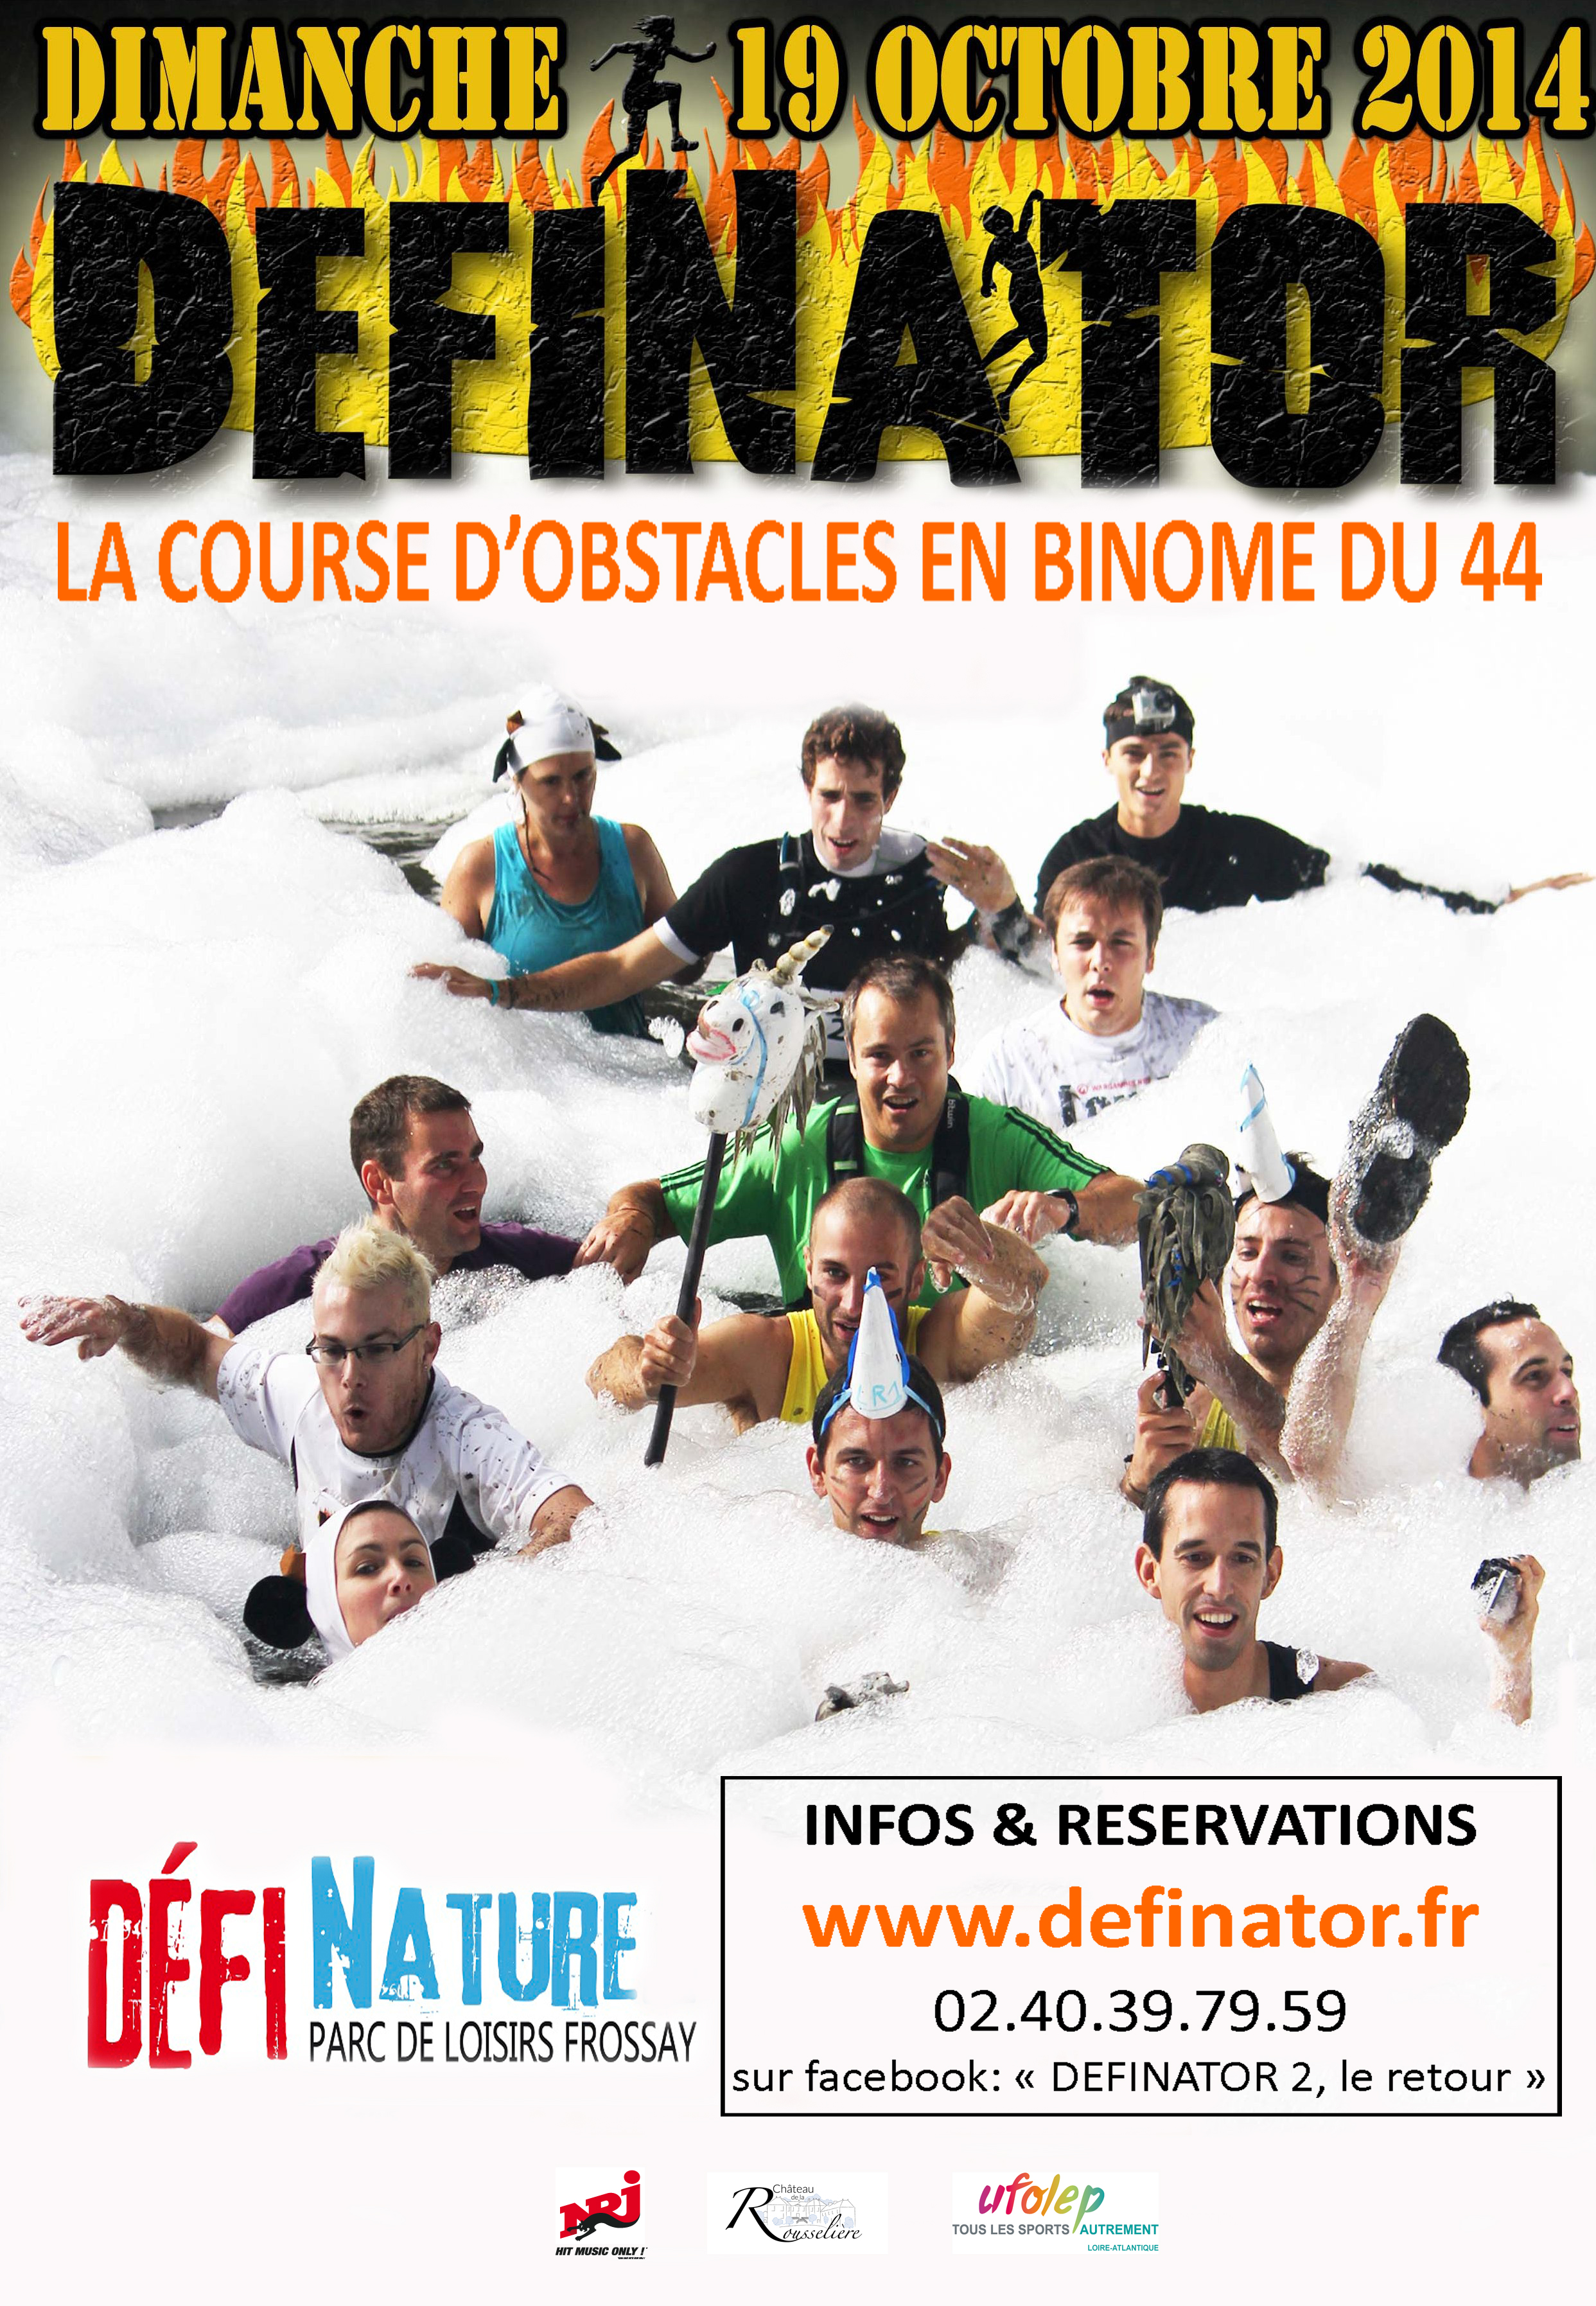 DIMANCHE 19 OCTOBRE 2014
DEFINATOR
LA COURSE D'OBSTACLES EN BINOME DU 44
R1
INFOS & RESERVATIONS
www.definator.fr
02.40.39.79.59
sur facebook: « DEFINATOR 2, le retour »
DÉFI NATURE
PARC DE LOISIRS FROSSAY
NRJ
HIT MUSIC ONLY !
Château
de la
Rousselière
ufolep
TOUS LES SPORTS AUTREMENT
LOIRE-ATLANTIQUE